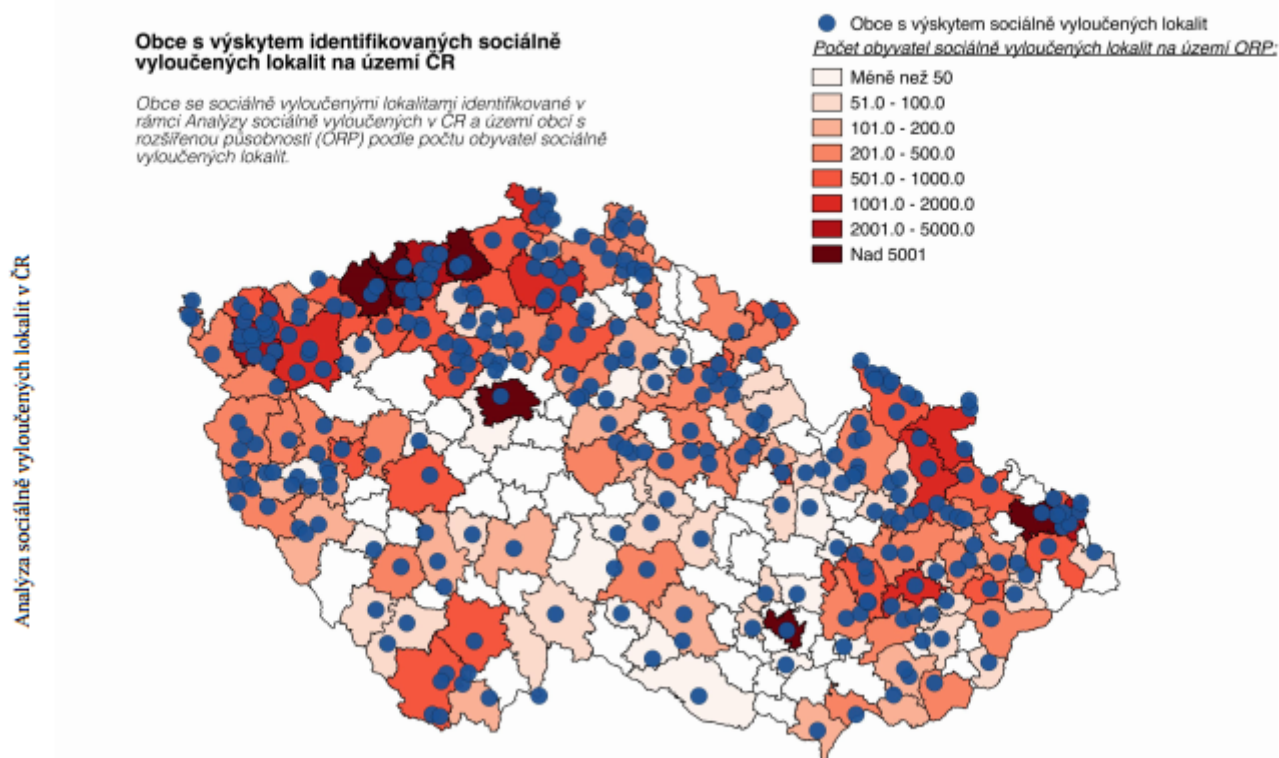 Analýza sociálně vyloučených lokalit v ČR
Obce s výskytem identifikovaných sociálně
vyloučených lokalit na území ČR
Obce se sociálně vyloučenými lokalitami identifikované v
rámci Analýzy sociálně vyloučených v ČR a území obcí s
rozšířenou působností (ORP) podle počtu obyvatel sociálně
vyloučených lokalit.
Obce s výskytem sociálně vyloučených lokalit
Počet obyvatel sociálně vyloučených lokalit na území ORP:
Méně než 50
51.0 - 100.0
101.0 - 200.0
201.0 - 500.0
501.0 - 1000.0
1001.0 - 2000.0
2001.0 - 5000.0
Nad 5001